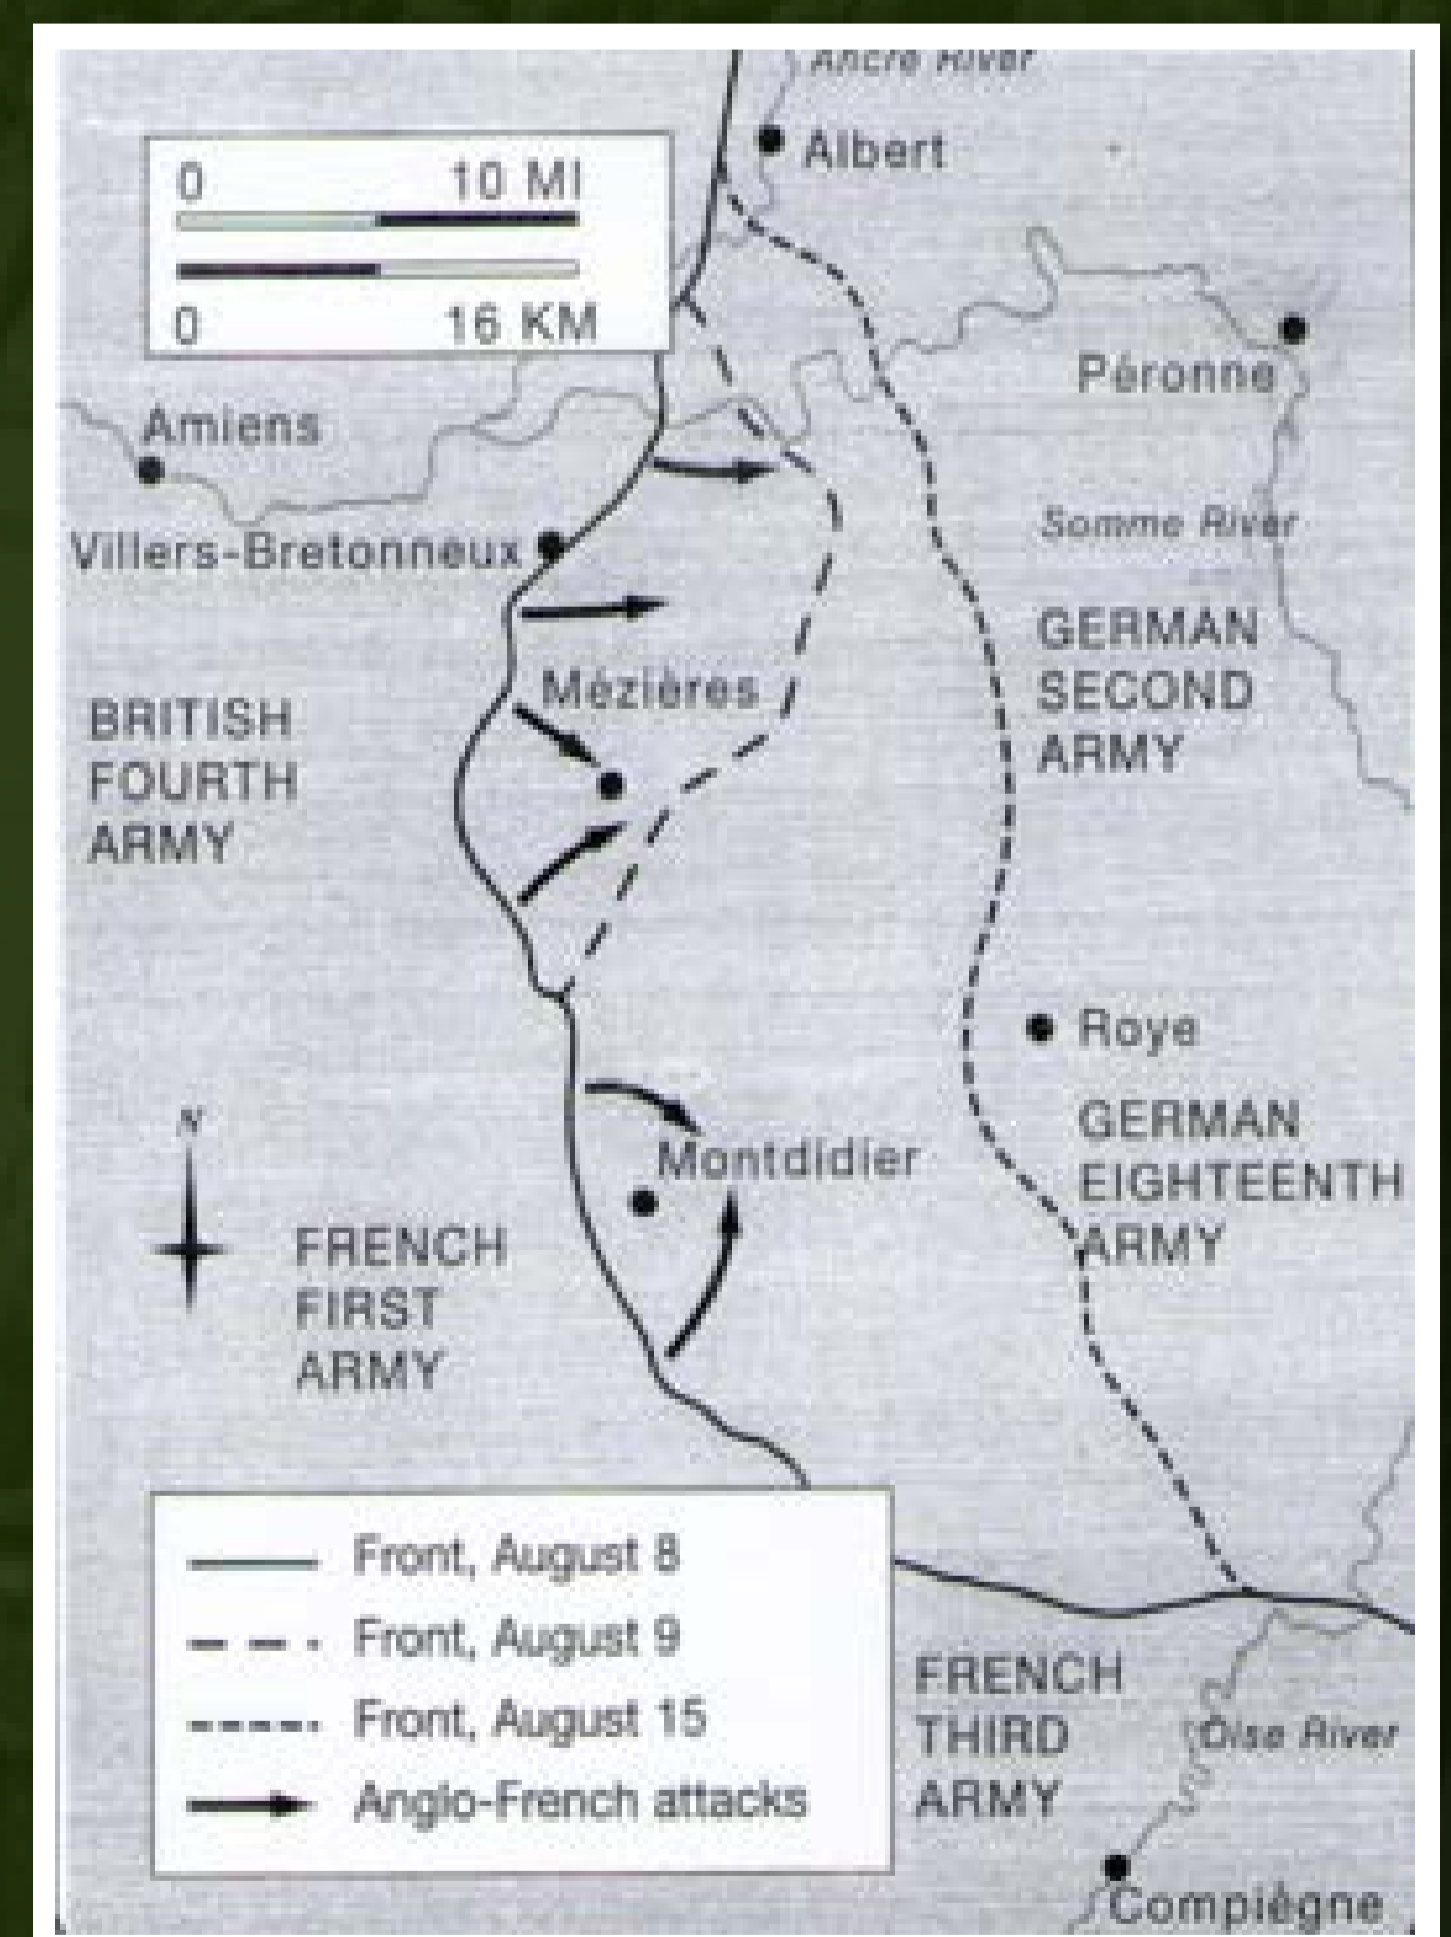 Ancre River
Albert
0 10 MI
0 16 KM
Péronne
Amiens
Somme River
Villers-Bretonneux
GERMAN
SECOND
ARMY
Mézières
BRITISH
FOURTH
ARMY
Roye
GERMAN
EIGHTEENTH
ARMY
N
Montdidier
FRENCH
FIRST
ARMY
Front, August 8
Front, August 9
Front, August 15
Anglo-French attacks
FRENCH
THIRD
ARMY
Oise River
Compiègne